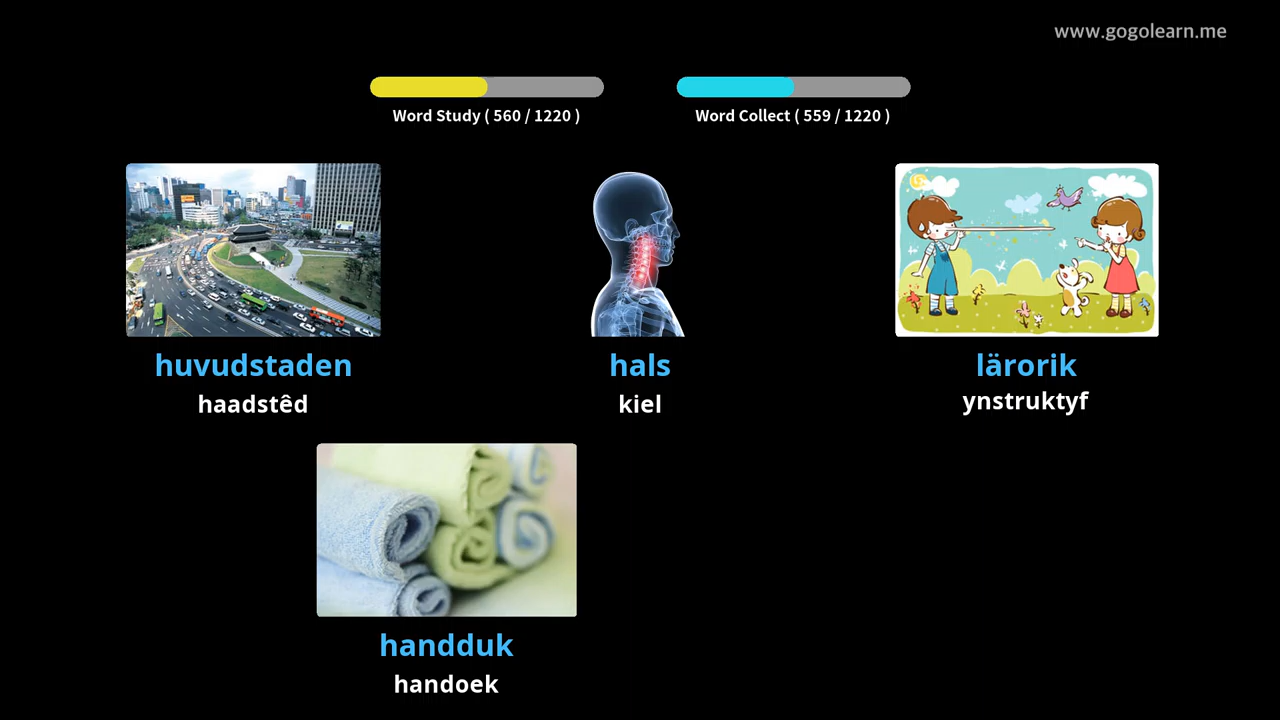 www.gogolearn.me
Word Study ( 560 / 1220 )
Word Collect ( 559 / 1220 )
huvudstaden
haadstêd
hals
kiel
lärorik
ynstruktyf
handduk
handoek